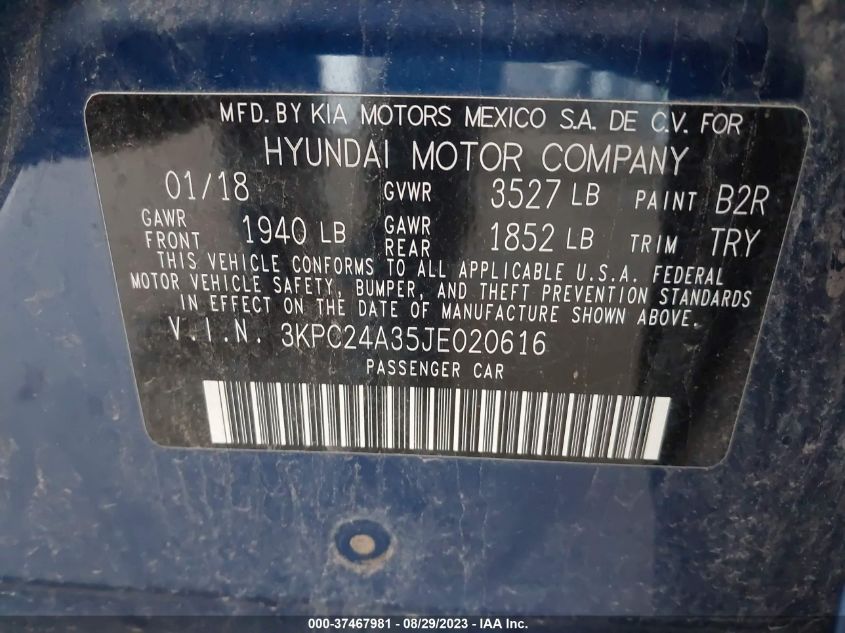 MFD. BY KIA MOTORS MEXICO S.A. DE C.V. FOR
HYUNDAI MOTOR COMPANY
01/18 GVWR 3527 LB PAINT B2R
GAWR FRONT 1940 LB GAWR REAR 1852 LB TRIM TRY
THIS VEHICLE CONFORMS TO ALL APPLICABLE U.S.A. FEDERAL
MOTOR VEHICLE SAFETY, BUMPER, AND THEFT PREVENTION STANDARDS
IN EFFECT ON THE DATE OF MANUFACTURE SHOWN ABOVE.
V.I.N. 3KPC24A35JE020616
PASSENGER CAR
000-37467981 - 08/29/2023 - IAA Inc.